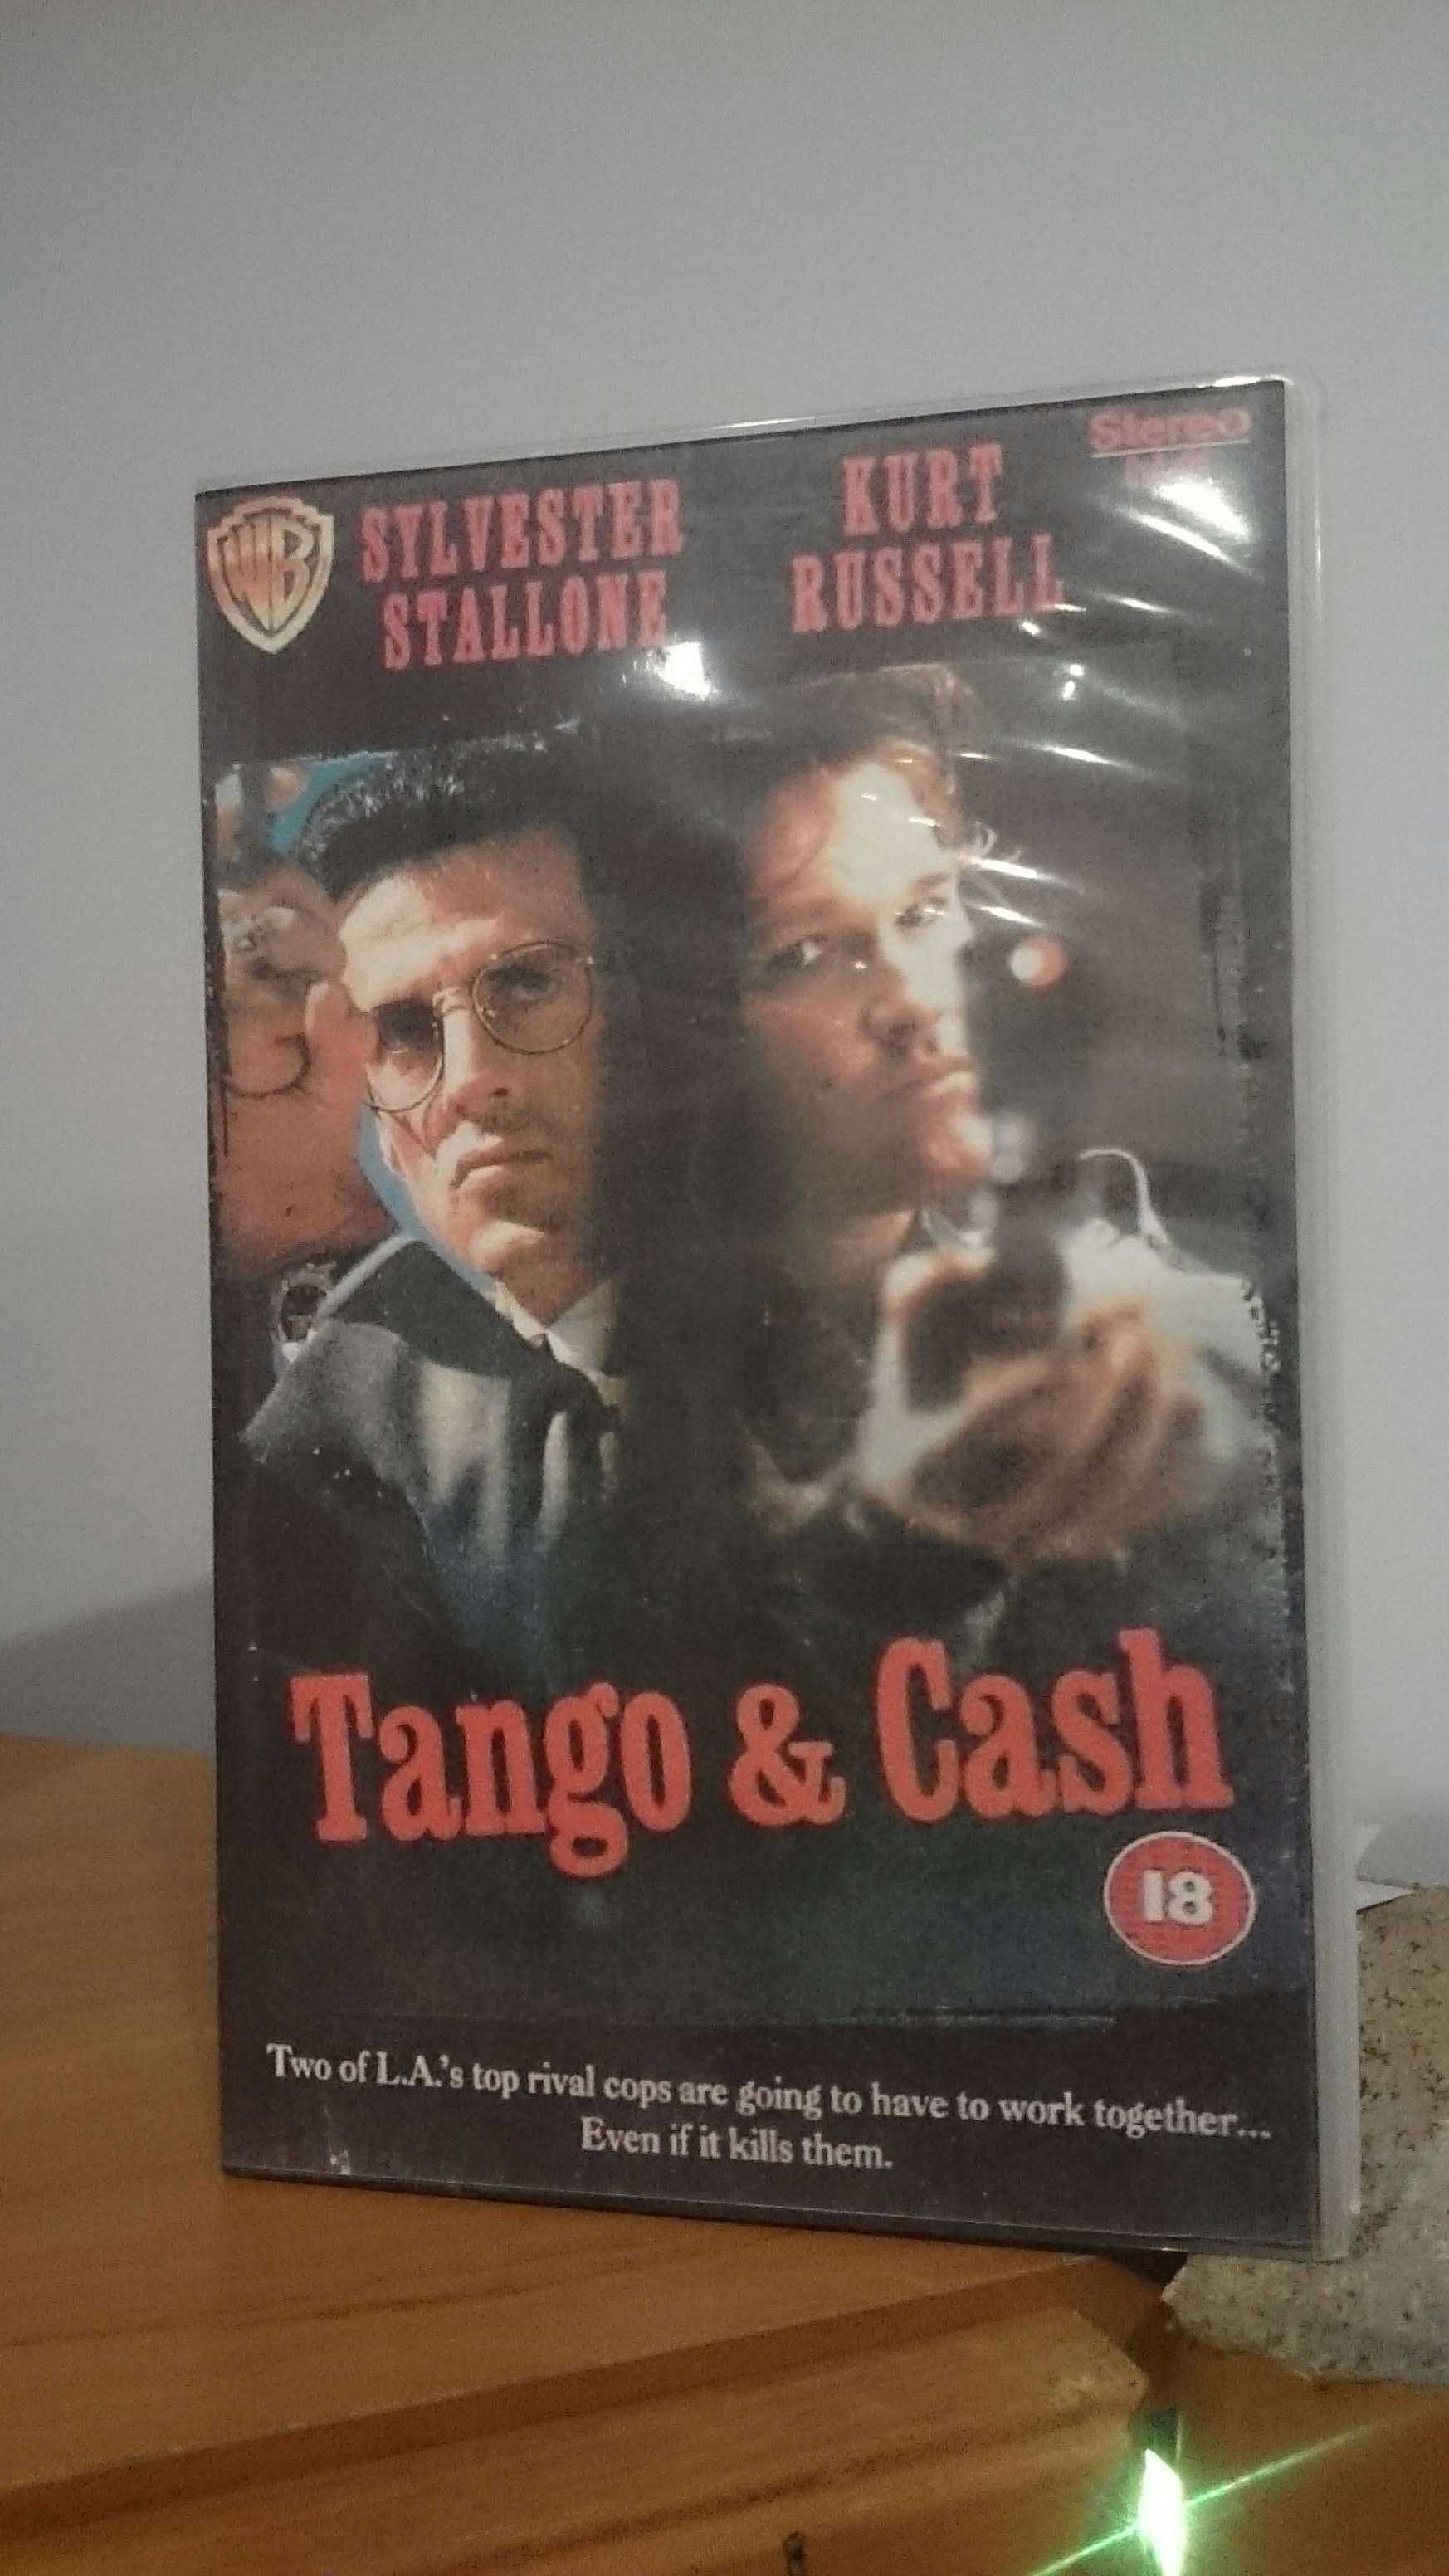 Stereo
WB
SYLVESTER
STALLONE
KURT
RUSSELL
Tango & Cash
18
Two of L.A.'s top rival cops are going to have to work together...
Even if it kills them.